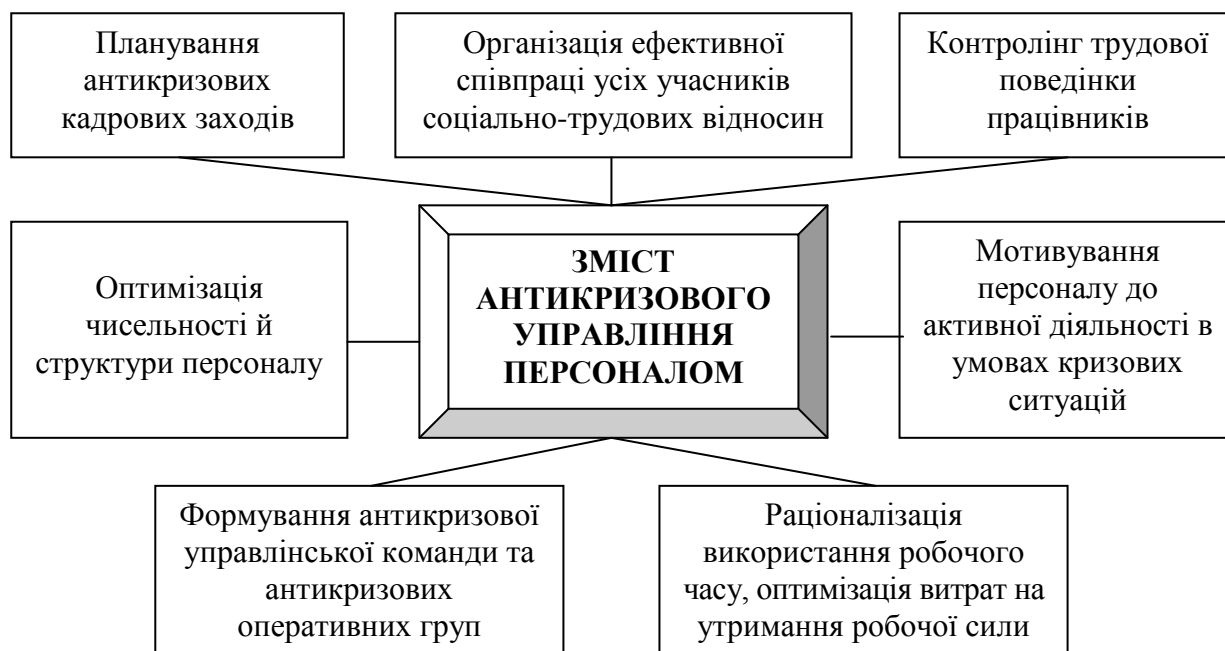 Планування
антикризових
кадрових заходів
Організація ефективної
співпраці усіх учасників
соціально-трудових відносин
Контролінг трудової
поведінки
працівників
Оптимізація
чисельності й
структури персоналу
ЗМІСТ
АНТИКРИЗОВОГО
УПРАВЛІННЯ
ПЕРСОНАЛОМ
Мотивування
персоналу до
активної діяльності в
умовах кризових
ситуацій
Формування антикризової
управлінської команди та
антикризових
оперативних груп
Раціоналізація
використання робочого
часу, оптимізація витрат на
утримання робочої сили